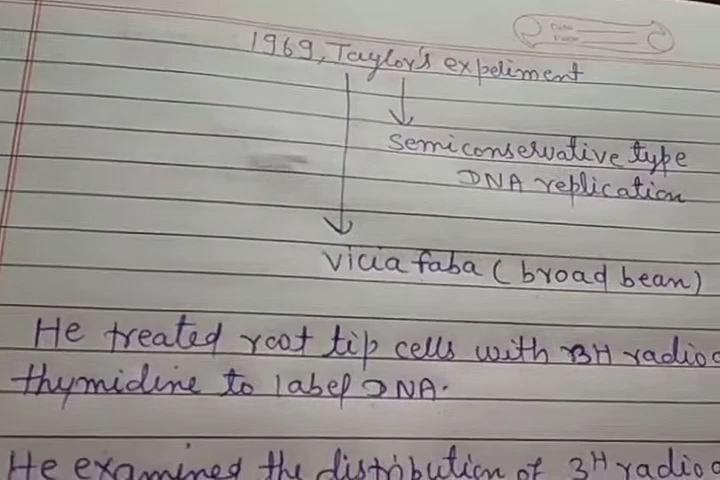 1969, Taylor's expeliment
semiconservative type
DNA replication
vicia faba (broad bean)
He treated root tip cells with 3H radio
thymidine to label DNA.
He examined the distribution of 3H radio